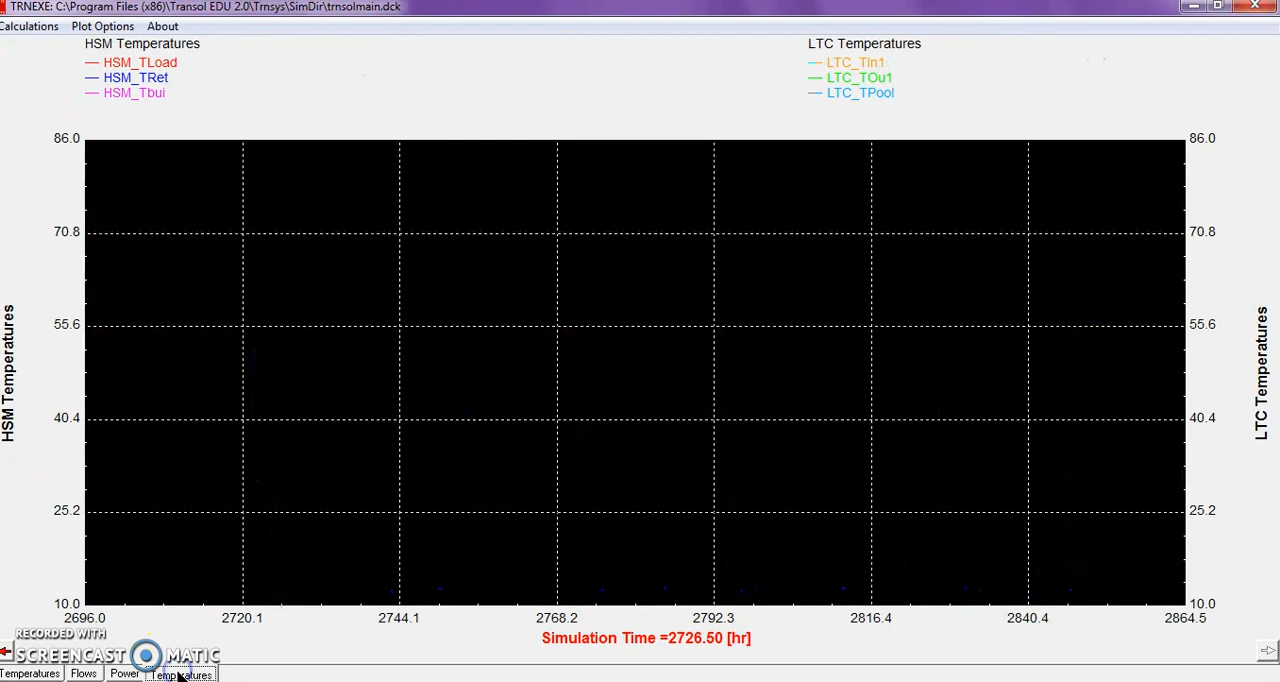 TRNEXE: C:\Program Files (x86)\Transol EDU 2.0\Trnsys\SimDir\trnsolmain.dck
Calculations Plot Options About
HSM Temperatures
HSM_TLoad
HSM_TRet
HSM_Tbui
LTC Temperatures
LTC_TIn1
LTC_TOu1
LTC_TPool
HSM Temperatures
86.0
70.8
55.6
40.4
25.2
10.0
86.0
70.8
55.6
40.4
25.2
10.0
LTC Temperatures
2696.0 2720.1 2744.1 2768.2 2792.3 2816.4 2840.4 2864.5
Simulation Time =2726.50 [hr]
RECORDED WITH
SCREENCAST MATIC
Temperatures Flows Power Temperatures